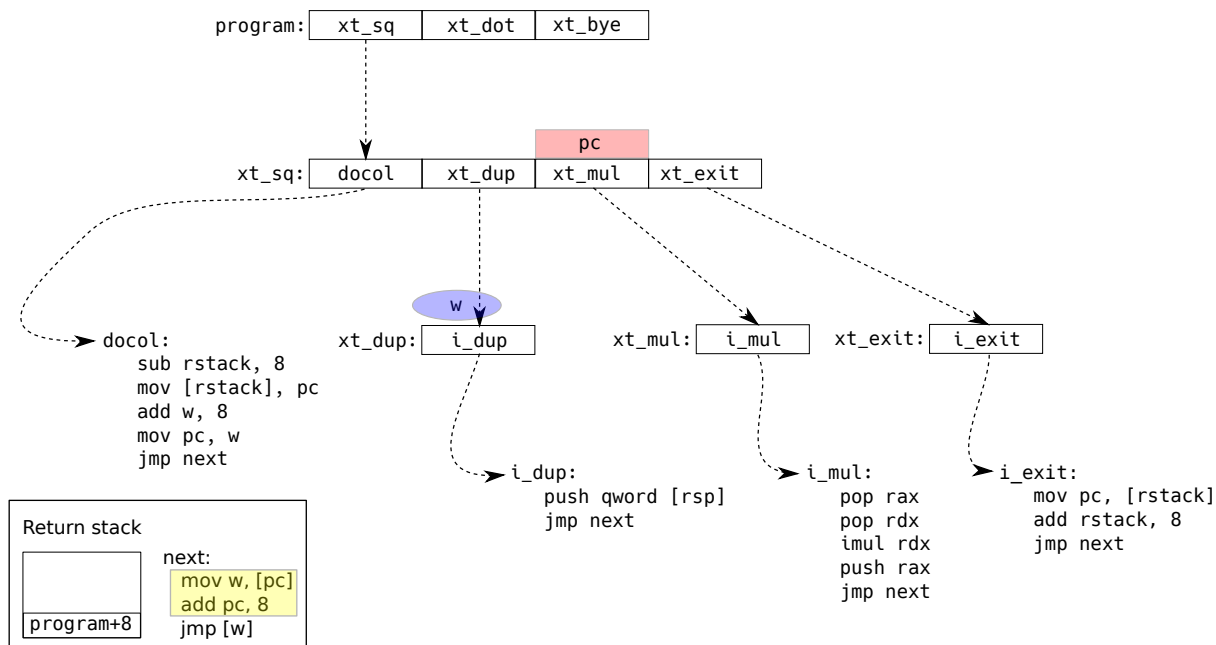 program: xt_sq xt_dot xt_bye
pc
xt_sq: docol xt_dup xt_mul xt_exit
w
xt_dup: i_dup
xt_mul: i_mul
xt_exit: i_exit
docol:
sub rstack, 8
mov [rstack], pc
add w, 8
mov pc, w
jmp next
i_dup:
push qword [rsp]
jmp next
i_mul:
pop rax
pop rdx
imul rdx
push rax
jmp next
i_exit:
mov pc, [rstack]
add rstack, 8
jmp next
Return stack
program+8
next:
mov w, [pc]
add pc, 8
jmp [w]